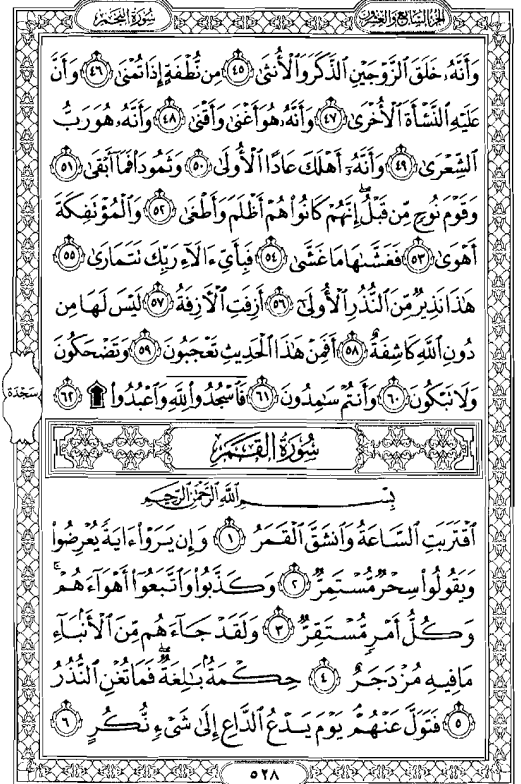 سُورَةُ النَّجْمِ
الجزء السابع والعشرون
وَأَنَّهُۥ خَلَقَ ٱلزَّوْجَيْنِ ٱلذَّكَرَ وَٱلْأُنثَىٰ ٤٥ مِن نُّطْفَةٍ إِذَا تُمْنَىٰ ٤٦ وَأَنَّ
عَلَيْهِ ٱلنَّشْأَةَ ٱلْأُخْرَىٰ ٤٧ وَأَنَّهُۥ هُوَ أَغْنَىٰ وَأَقْنَىٰ ٤٨ وَأَنَّهُۥ هُوَ رَبُّ
ٱلشِّعْرَىٰ ٤٩ وَأَنَّهُۥٓ أَهْلَكَ عَادًا ٱلْأُولَىٰ ٥٠ وَثَمُودَا۟ فَمَآ أَبْقَىٰ ٥١
وَقَوْمَ نُوحٍ مِّن قَبْلُ ۖ إِنَّهُمْ كَانُوا۟ هُمْ أَظْلَمَ وَأَطْغَىٰ ٥٢ وَٱلْمُؤْتَفِكَةَ
أَهْوَىٰ ٥٣ فَغَشَّىٰهَا مَا غَشَّىٰ ٥٤ فَبِأَىِّ ءَالَآءِ رَبِّكَ تَتَمَارَىٰ ٥٥
هَٰذَا نَذِيرٌ مِّنَ ٱلنُّذُرِ ٱلْأُولَىٰٓ ٥٦ أَزِفَتِ ٱلْـَٔازِفَةُ ٥٧ لَيْسَ لَهَا مِن
دُونِ ٱللَّهِ كَاشِفَةٌ ٥٨ أَفَمِنْ هَٰذَا ٱلْحَدِيثِ تَعْجَبُونَ ٥٩ وَتَضْحَكُونَ
وَلَا تَبْكُونَ ٦٠ وَأَنتُمْ سَٰمِدُونَ ٦١ فَٱسْجُدُوا۟ لِلَّهِ وَٱعْبُدُوا۟ ۩ ٦٢
سَجْدَة
سُورَةُ القَمَرِ
بِسْمِ ٱللَّهِ ٱلرَّحْمَٰنِ ٱلرَّحِيمِ
ٱقْتَرَبَتِ ٱلسَّاعَةُ وَٱنشَقَّ ٱلْقَمَرُ ١ وَإِن يَرَوْا۟ ءَايَةً يُعْرِضُوا۟
وَيَقُولُوا۟ سِحْرٌ مُّسْتَمِرٌّ ٢ وَكَذَّبُوا۟ وَٱتَّبَعُوٓا۟ أَهْوَآءَهُمْ ۚ
وَكُلُّ أَمْرٍ مُّسْتَقِرٌّ ٣ وَلَقَدْ جَآءَهُم مِّنَ ٱلْأَنۢبَآءِ
مَا فِيهِ مُزْدَجَرٌ ٤ حِكْمَةٌۢ بَٰلِغَةٌ ۖ فَمَا تُغْنِ ٱلنُّذُرُ
٥ فَتَوَلَّ عَنْهُمْ ۘ يَوْمَ يَدْعُ ٱلدَّاعِ إِلَىٰ شَىْءٍ نُّكُرٍ ٦
٥٢٨